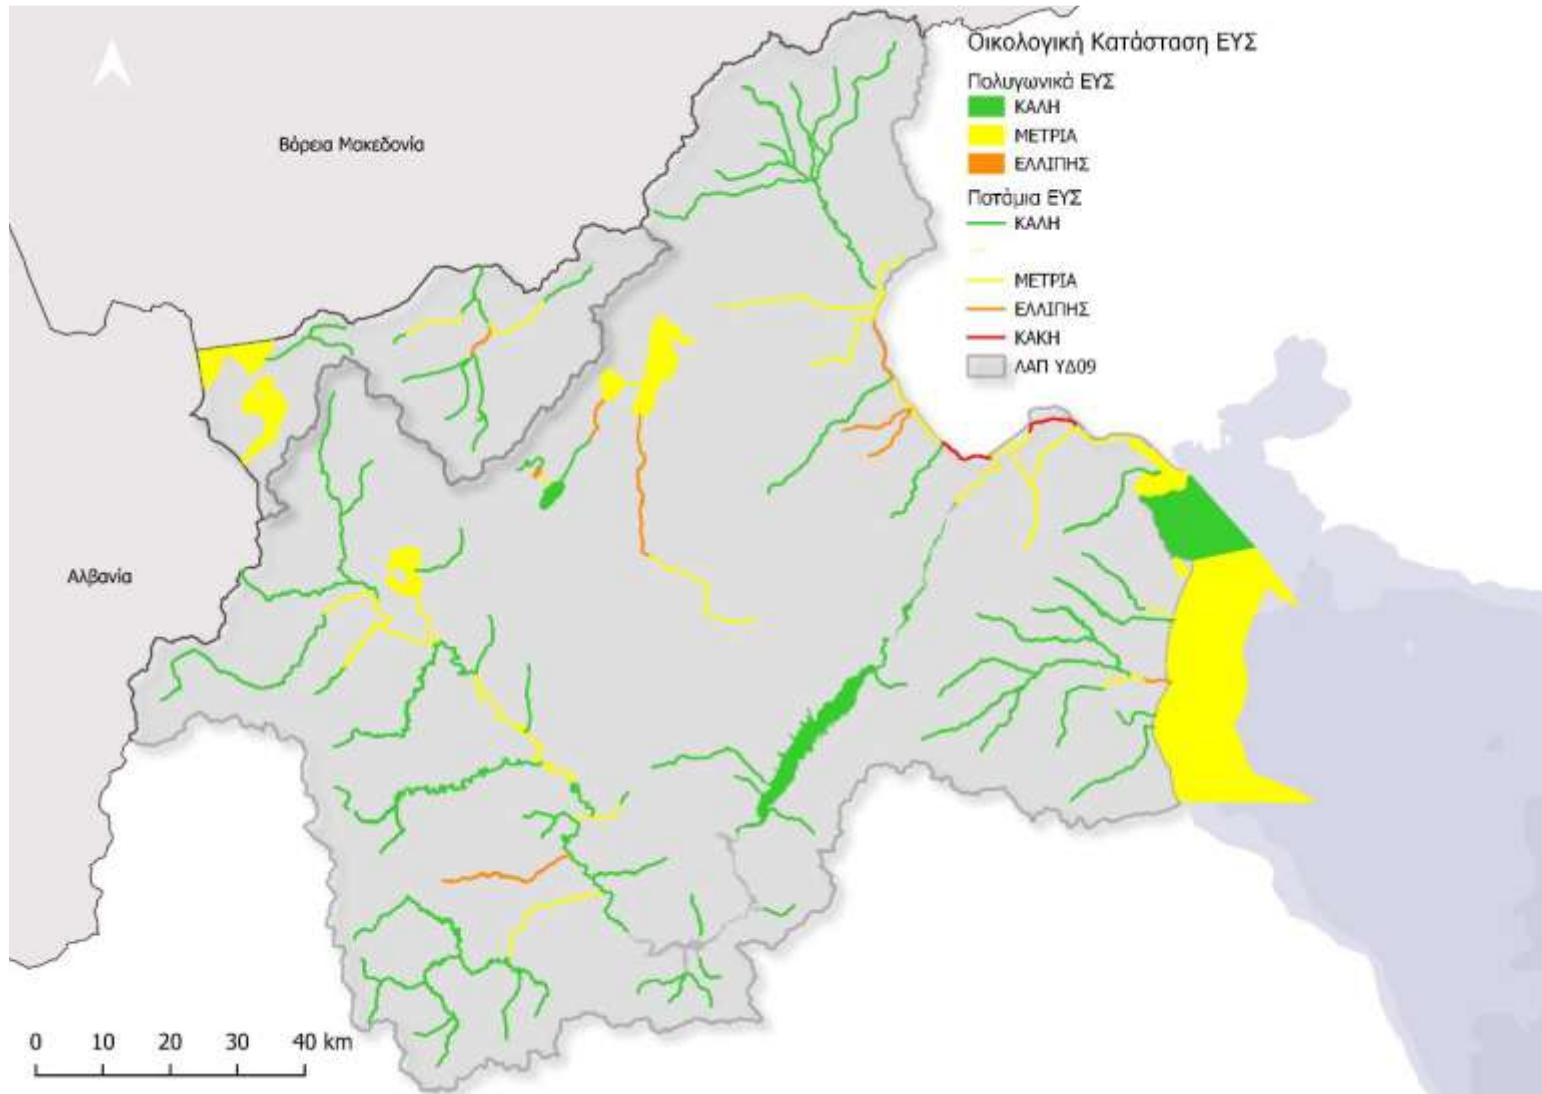 Οικολογική Κατάσταση ΕΥΣ
Πολυγωνικά ΕΥΣ
ΚΑΛΗ
ΜΕΤΡΙΑ
ΕΛΛΙΠΗΣ
Ποτάμια ΕΥΣ
ΚΑΛΗ
ΜΕΤΡΙΑ
ΕΛΛΙΠΗΣ
ΚΑΚΗ
ΛΑΠ ΥΔ09
Βόρεια Μακεδονία
Αλβανία
0 10 20 30 40 km